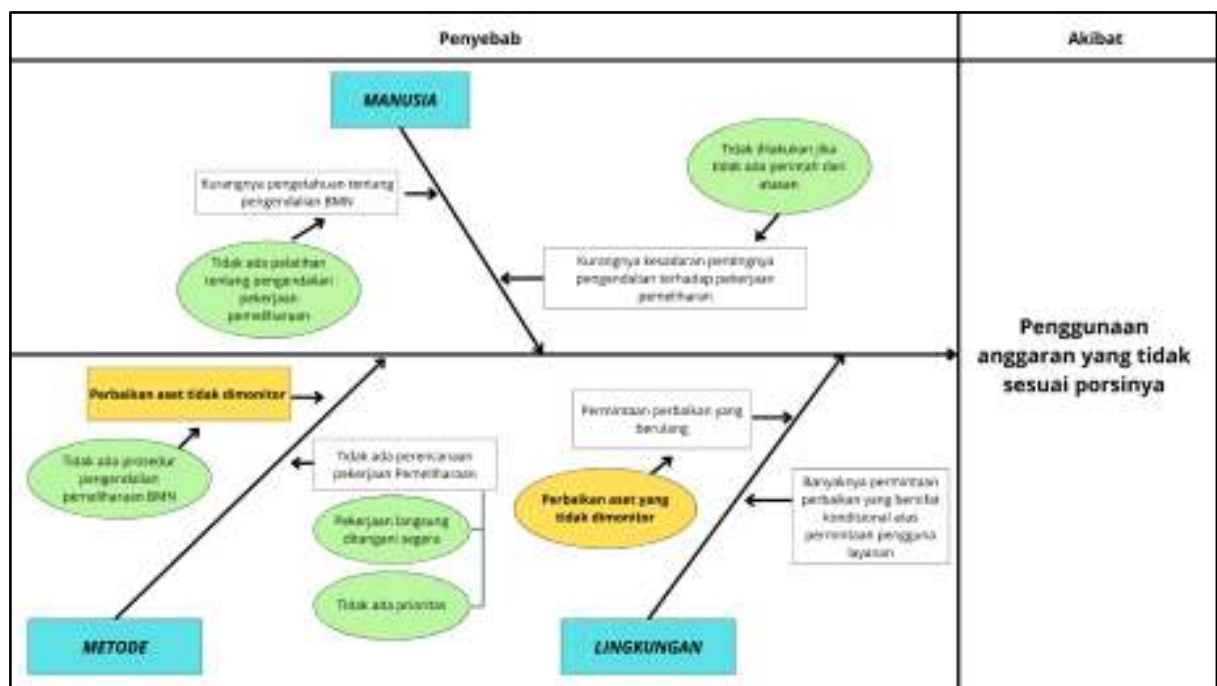 Penyebab
Akibat
MANUSIA
Tidak dilakukan jika
tidak ada perintah dari
atasan
Kurangnya pengetahuan tentang
pengendalian BMN
Tidak ada pelatihan
tentang pengendalian
pekerjaan
pemeliharaan
Kurangnya kesadaran pentingnya
pengendalian terhadap pekerjaan
pemeliharan
Penggunaan
anggaran yang tidak
sesuai porsinya
Perbaikan aset tidak dimonitor
Tidak ada prosedur
pengendalian
pemeliharaan BMN
Tidak ada perencanaan
pekerjaan Pemeliharaan
Pekerjaan langsung
ditangani segera
Tidak ada prioritas
METODE
Permintaan perbaikan yang
berulang
Perbaikan aset yang
tidak dimonitor
Banyaknya permintaan
perbaikan yang bersifat
konditional atas
permintaan pengguna
layanan
LINGKUNGAN